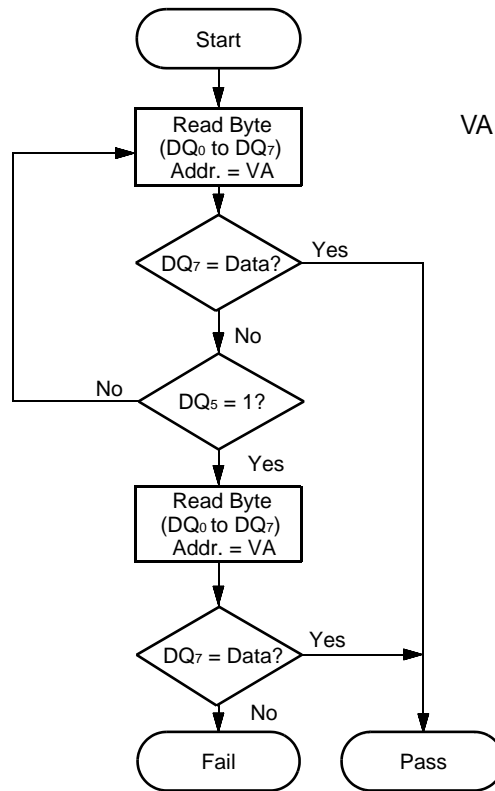 Start
Read Byte
(DQ0 to DQ7)
Addr. = VA
VA
DQ7 = Data?
Yes
No
No
DQ5 = 1?
Yes
Read Byte
(DQ0 to DQ7)
Addr. = VA
DQ7 = Data?
Yes
No
Fail
Pass